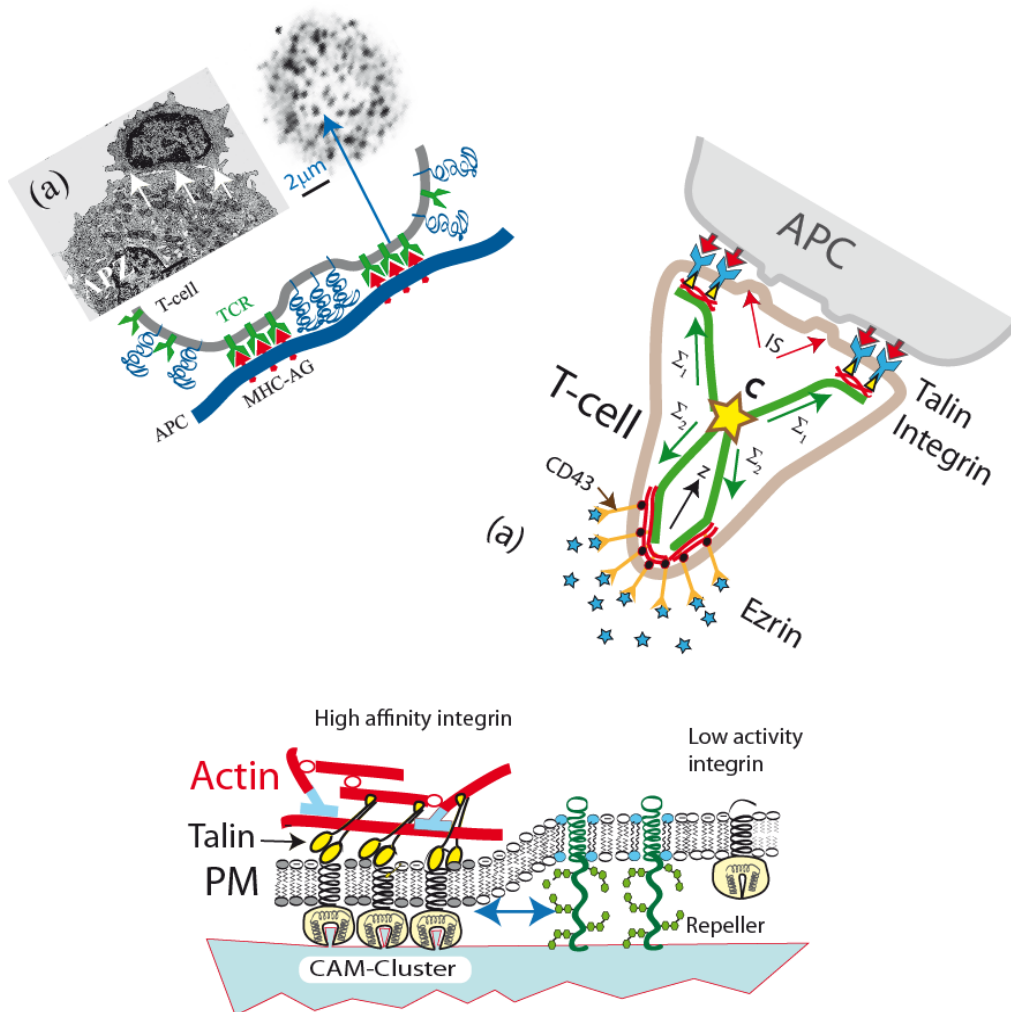 (a)
APZ
2μm
T-cell
TCR
MHC-AG
APC
APC
IS
Talin
Integrin
T-cell
C
Σ1
Σ1
Σ2
Σ2
z
CD43
(a)
Ezrin
High affinity integrin
Low activity
integrin
Actin
Talin
PM
Repeller
CAM-Cluster